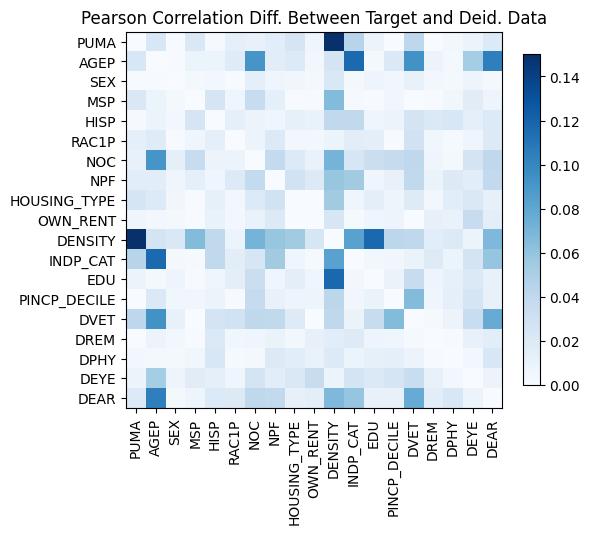 Pearson Correlation Diff. Between Target and Deid. Data
PUMA
AGEP
SEX
MSP
HISP
RAC1P
NOC
NPF
HOUSING_TYPE
OWN_RENT
DENSITY
INDP_CAT
EDU
PINCP_DECILE
DVET
DREM
DPHY
DEYE
DEAR
PUMA
AGEP
SEX
MSP
HISP
RAC1P
NOC
NPF
HOUSING_TYPE
OWN_RENT
DENSITY
INDP_CAT
EDU
PINCP_DECILE
DVET
DREM
DPHY
DEYE
DEAR
0.14
0.12
0.10
0.08
0.06
0.04
0.02
0.00